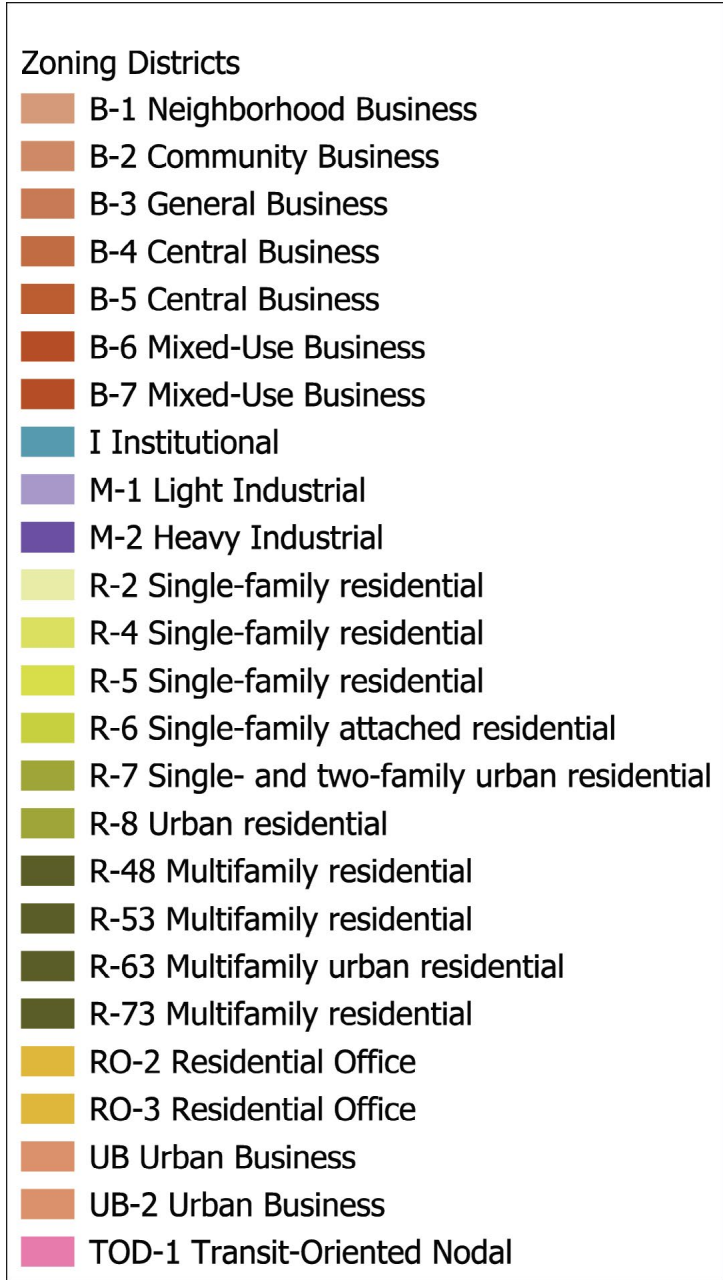 Zoning Districts
B-1 Neighborhood Business
B-2 Community Business
B-3 General Business
B-4 Central Business
B-5 Central Business
B-6 Mixed-Use Business
B-7 Mixed-Use Business
I Institutional
M-1 Light Industrial
M-2 Heavy Industrial
R-2 Single-family residential
R-4 Single-family residential
R-5 Single-family residential
R-6 Single-family attached residential
R-7 Single- and two-family urban residential
R-8 Urban residential
R-48 Multifamily residential
R-53 Multifamily residential
R-63 Multifamily urban residential
R-73 Multifamily residential
RO-2 Residential Office
RO-3 Residential Office
UB Urban Business
UB-2 Urban Business
TOD-1 Transit-Oriented Nodal